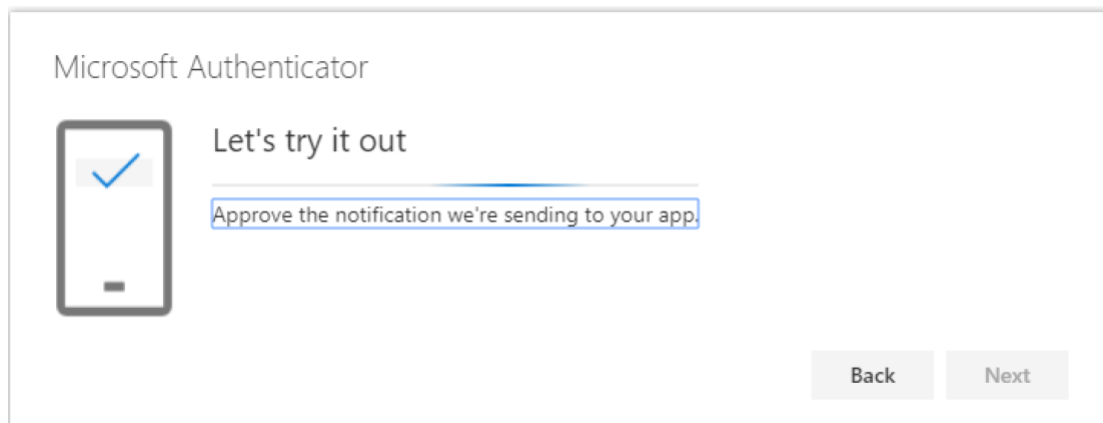 Microsoft Authenticator
Let's try it out
Approve the notification we're sending to your app.
Back
Next